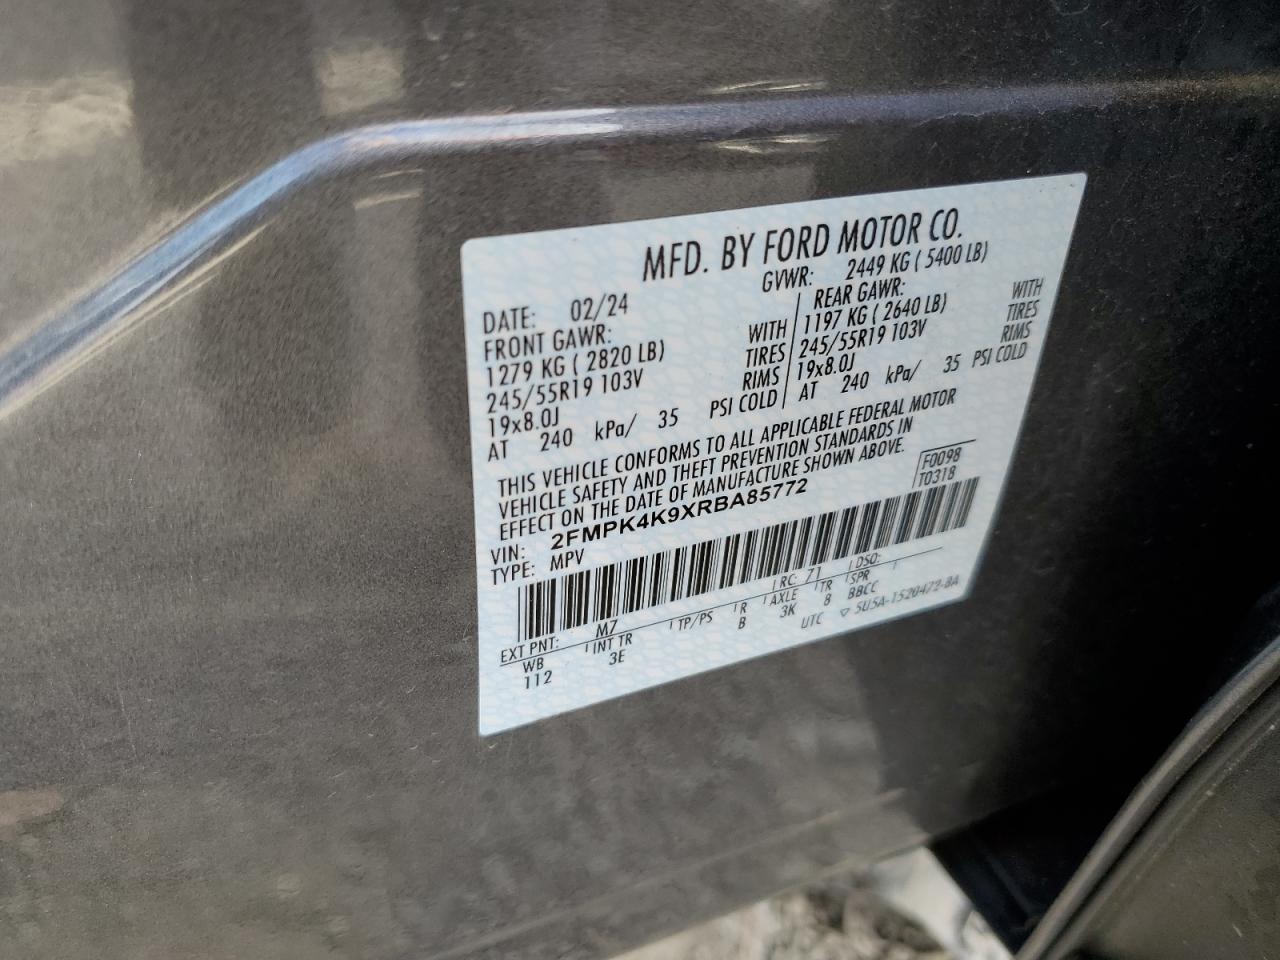 MFD. BY FORD MOTOR CO.
DATE: 02/24 GVWR: 2449 KG ( 5400 LB)
FRONT GAWR: REAR GAWR:
1279 KG ( 2820 LB) WITH 1197 KG ( 2640 LB) WITH
245/55R19 103V TIRES 245/55R19 103V TIRES
19x8.0J RIMS 19x8.0J RIMS
AT 240 kPa/ 35 PSI COLD AT 240 kPa/ 35 PSI COLD
THIS VEHICLE CONFORMS TO ALL APPLICABLE FEDERAL MOTOR
VEHICLE SAFETY AND THEFT PREVENTION STANDARDS IN
EFFECT ON THE DATE OF MANUFACTURE SHOWN ABOVE.
F0098
T0318
VIN: 2FMPK4K9XRBA85772
TYPE: MPV
EXT PNT: M7 RC: 71 DSO:
WB INT TR TP/PS R AXLE TR SPR
112 3E B 3K 8 BBCC
UTC ▽ 5U5A-1520472-BA